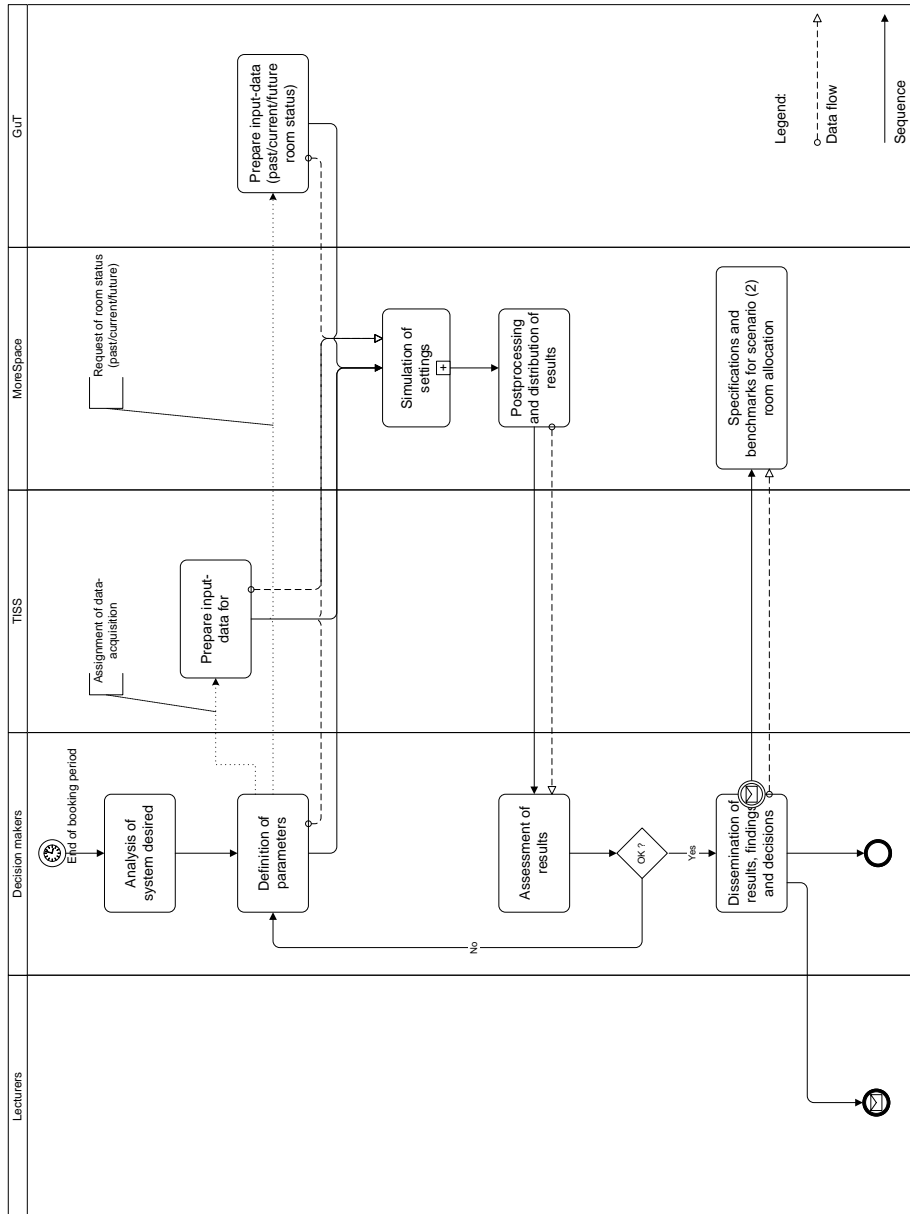 Lecturers
Decision makers
TISS
MoreSpace
GuT
End of booking period
Analysis of
system desired
Definition of
parameters
Assignment of data-
acquisition
Prepare input-
data for
Request of room status
(past/current/future)
Prepare input-data
(past/current/future
room status)
Simulation of
settings
+
Postprocessing
and distribution of
results
Assessment of
results
OK ?
No
Yes
Dissemination of
results, findings
and decisions
Specifications and
benchmarks for scenario (2)
room allocation
Legend:
Data flow
Sequence